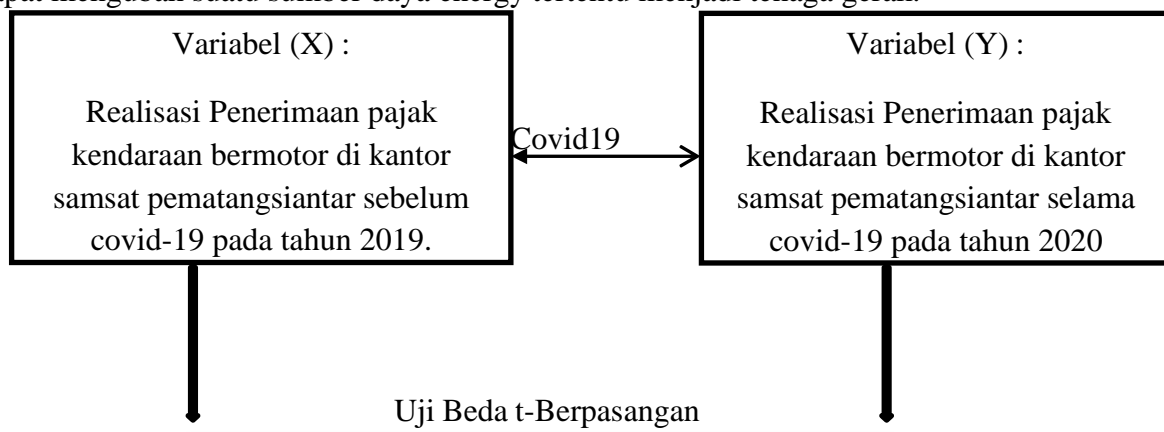 Variabel (X) :
Realisasi Penerimaan pajak
kendaraan bermotor di kantor
samsat pematangsiantar sebelum
covid-19 pada tahun 2019.
Covid19
Variabel (Y) :
Realisasi Penerimaan pajak
kendaraan bermotor di kantor
samsat pematangsiantar selama
covid-19 pada tahun 2020
Uji Beda t-Berpasangan